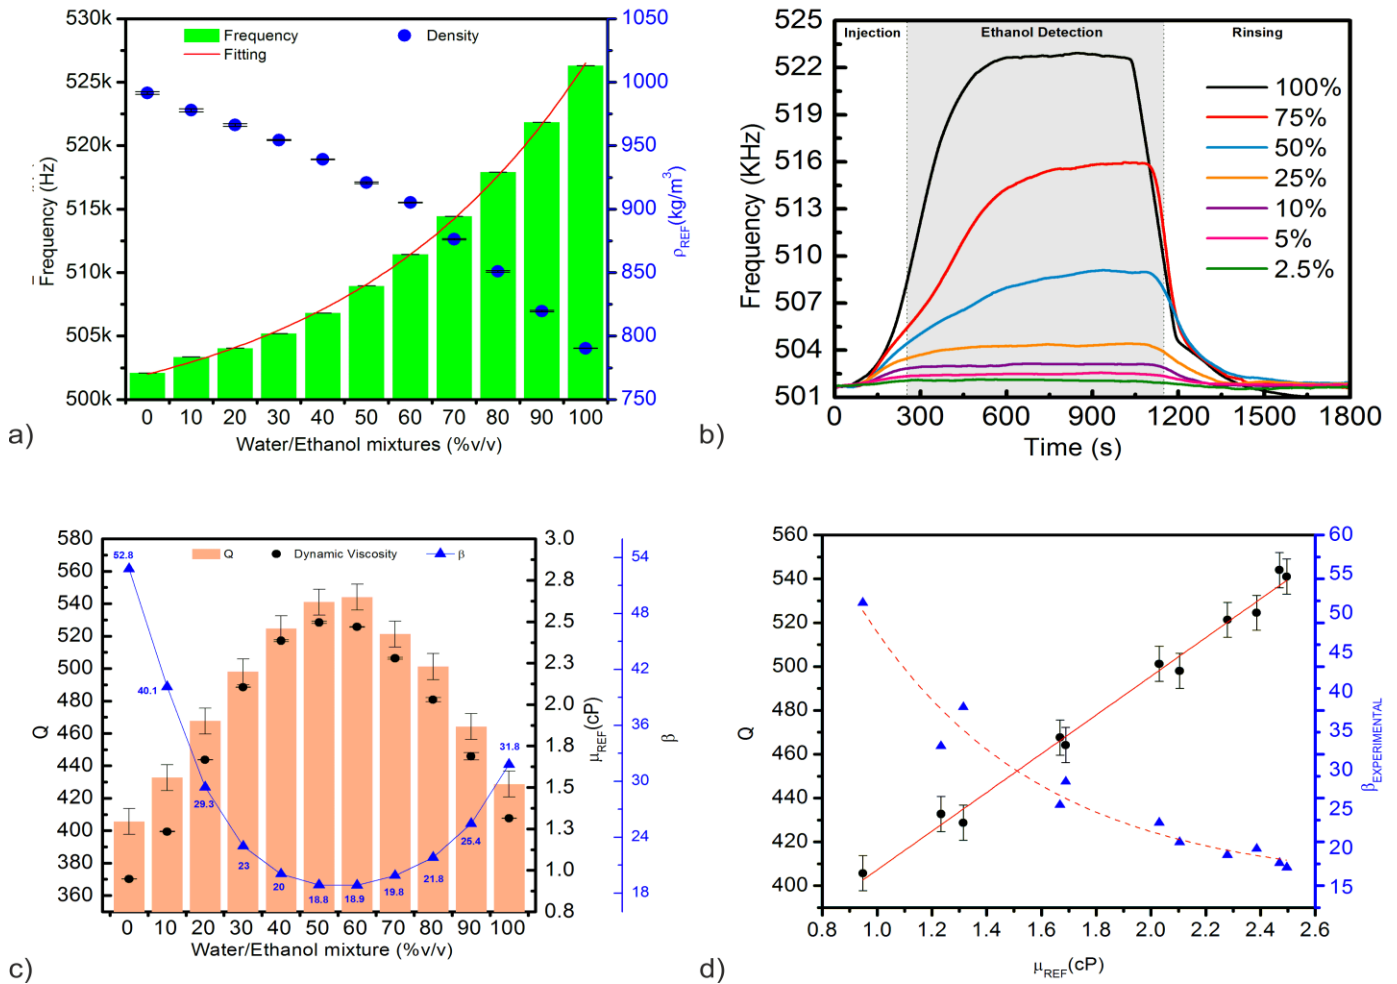 530k
525k
520k
515k
510k
505k
500k
Frequency (Hz)
Frequency
Density
Fitting
1050
1000
950
900
850
800
750
ρREF(kg/m³)
0 10 20 30 40 50 60 70 80 90 100
Water/Ethanol mixtures (%v/v)
a)
525
522
519
516
513
510
507
504
501
Frequency (KHz)
Injection
Ethanol Detection
Rinsing
100%
75%
50%
25%
10%
5%
2.5%
0 300 600 900 1200 1500 1800
Time (s)
b)
580
560
540
520
500
480
460
440
420
400
380
360
Q
Q
Dynamic Viscosity
β
52.8
40.1
29.3
23
20
18.8
18.9
19.8
21.8
25.4
31.8
3.0
2.8
2.5
2.3
2.0
1.7
1.5
1.3
1.0
0.8
μREF(cP)
54
48
42
36
30
24
18
β
0 10 20 30 40 50 60 70 80 90 100
Water/Ethanol mixture (%v/v)
c)
560
540
520
500
480
460
440
420
400
Q
60
55
50
45
40
35
30
25
20
15
βEXPERIMENTAL
0.8 1.0 1.2 1.4 1.6 1.8 2.0 2.2 2.4 2.6
μREF(cP)
d)